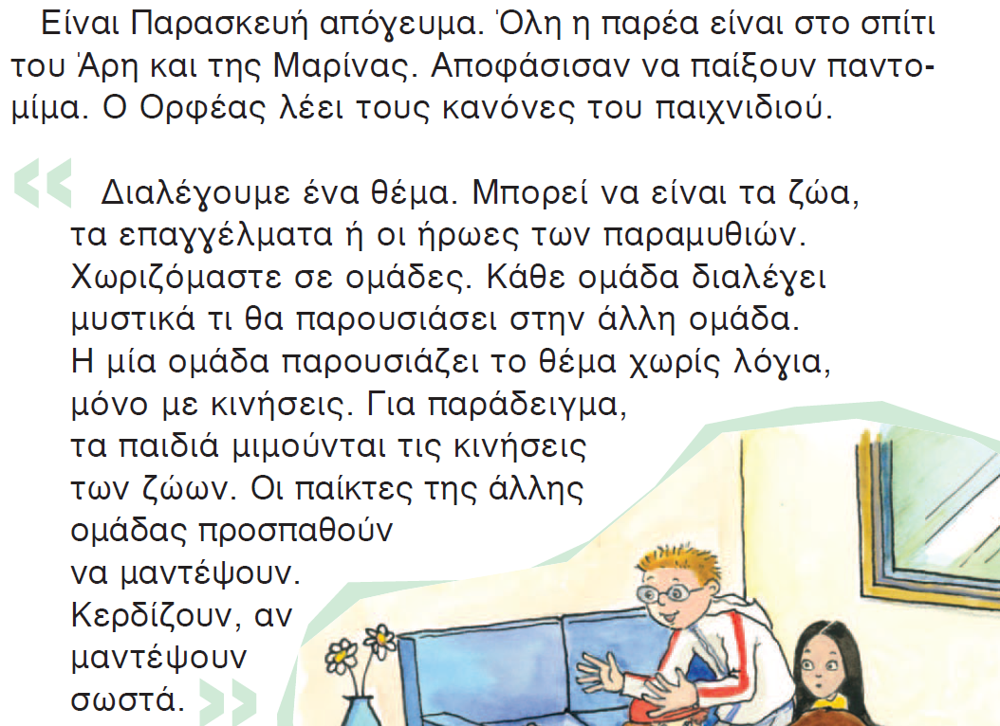 Είναι Παρασκευή απόγευμα. Όλη η παρέα είναι στο σπίτι
του Άρη και της Μαρίνας. Αποφάσισαν να παίξουν παντο-
μίμα. Ο Ορφέας λέει τους κανόνες του παιχνιδιού.
« Διαλέγουμε ένα θέμα. Μπορεί να είναι τα ζώα,
τα επαγγέλματα ή οι ήρωες των παραμυθιών.
Χωριζόμαστε σε ομάδες. Κάθε ομάδα διαλέγει
μυστικά τι θα παρουσιάσει στην άλλη ομάδα.
Η μία ομάδα παρουσιάζει το θέμα χωρίς λόγια,
μόνο με κινήσεις. Για παράδειγμα,
τα παιδιά μιμούνται τις κινήσεις
των ζώων. Οι παίκτες της άλλης
ομάδας προσπαθούν
να μαντέψουν.
Κερδίζουν, αν
μαντέψουν
σωστά. »